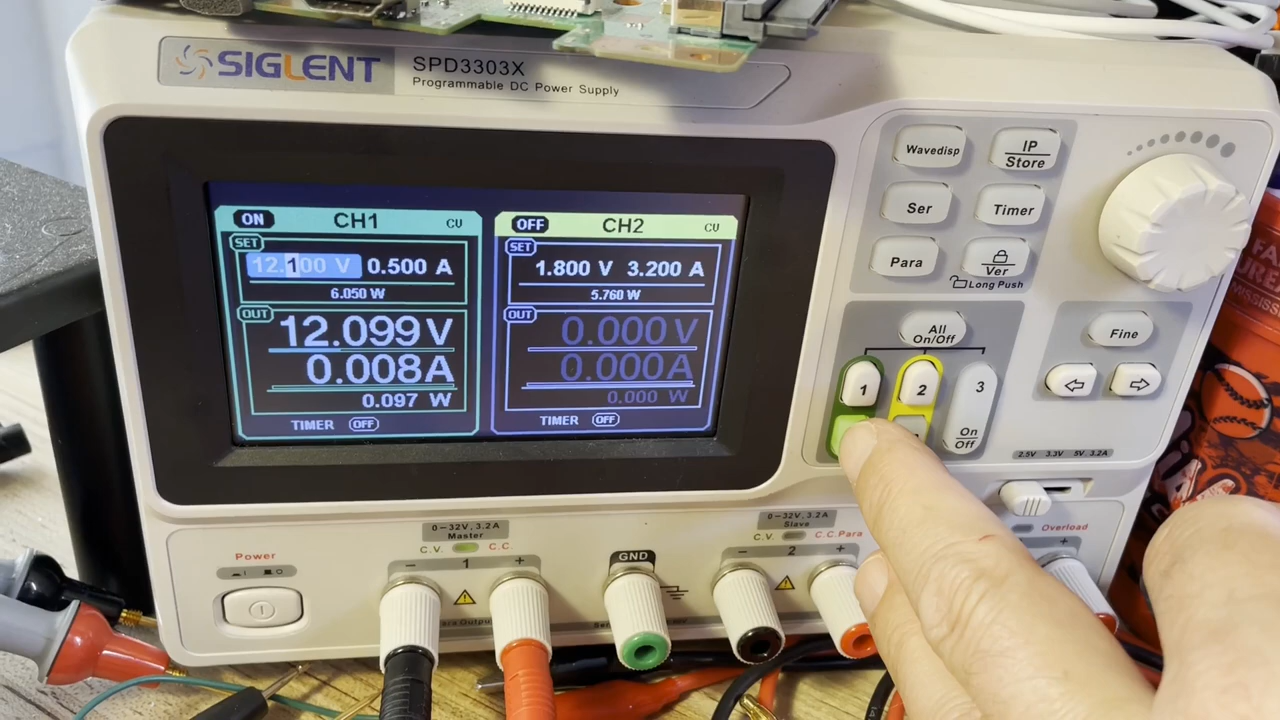 SIGLENT
SPD3303X
Programmable DC Power Supply
ON CH1 CV
SET
12.100 V 0.500 A
6.050 W
OUT
12.099V
0.008A
0.097 W
TIMER OFF
OFF CH2 CV
SET
1.800 V 3.200 A
5.760 W
OUT
0.000V
0.000A
0.000 W
TIMER OFF
Wavedisp
IP
Store
Ser
Timer
Para
Ver
Long Push
All
On/Off
1
2
3
On
Off
Fine
2.5V 3.3V 5V 3.2A
Power
I O
0-32V, 3.2A
Master
C.V. C.C.
- 1 +
GND
0-32V, 3.2A
Slave
C.V. C.C.Para
- 2 +
Overload
+